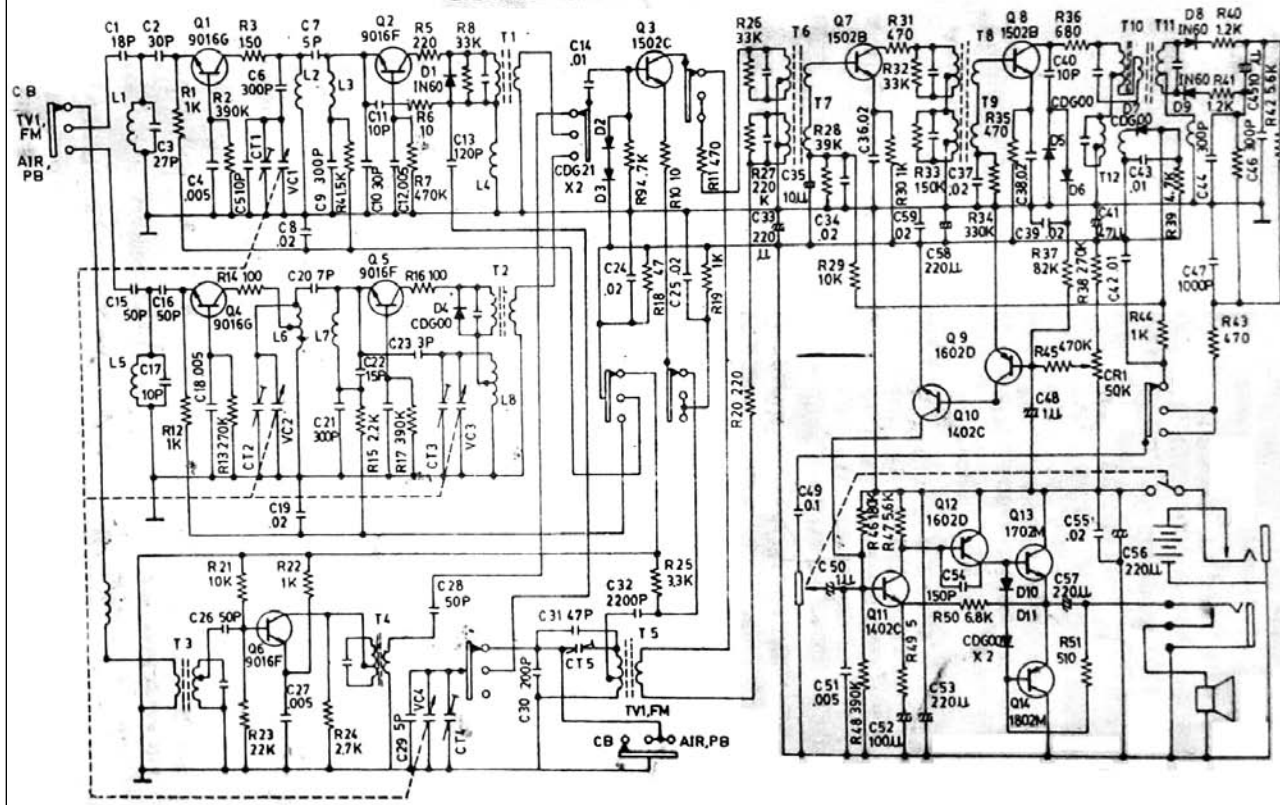 C1
18P
C2
30P
Q1
9016G
R3
150
C6
300P
C7
5P
L2
L3
Q2
9016F
R5
220
R8
33K
D1
IN60
T1
C14
.01
Q3
1502C
R26
33K
T6
Q7
1502B
R31
470
R32
33K
T8
Q8
1502B
R36
680
C40
10P
T10
T11
D8
IN60
R40
1.2K
IN60
R41
1.2K
D7
D9
CDG00
CDG00
C45 10µ
R42 5.6K
CB
TV1,
FM
AIR,
PB
L1
C3
27P
R1
1K
R2
390K
C4
.005
C5 10P
CT1
VC1
C8
.02
C9 300P
R4 1.5K
C11
10P
R6
10
C10 30P
C12 .005
R7
470K
C13
120P
L4
CDG21
X 2
D2
D3
R9 4.7K
R10 10
R11 470
T7
R28
39K
R27
220
K
C35
10µ
C33
220
µ
C34
.02
C36 .02
R30 1K
R33
150K
C37
.02
T9
R35
470
C38 .02
D5
D6
T12
C43
.01
R39 4.7K
C44 .300P
C46 300P
C59
.02
C58
220µ
R34
330K
C39 .02
C41
47µ
R29
10K
R37
82K
R38 270K
C42 .01
C47
1000P
R44
1K
R43
470
C15
50P
C16
50P
R14 100
Q4
9016G
C20 7P
Q5
9016F
R16 100
T2
D4
CDG00
C24
.02
R18 47
C25 .02
R19 1K
L5
C17
10P
L6
L7
C23 3P
C22
15P
L8
R12
1K
C18 .005
R13 270K
CT2
VC2
C21
300P
R15 2.2K
R17 390K
CT3
VC3
C19
.02
R20 220
Q9
1602D
R45
470K
CR1
50K
Q10
1402C
C48
1µ
C49
0.1
R46 180K
R47 5.6K
Q12
1602D
Q13
1702M
C55
.02
C56
220µ
C50
1µ
C54
150P
Q11
1402C
D10
D11
R50 6.8K
C57
220µ
CDG00
X 2
R51
510
Q14
1802M
C51
.005
R48 390K
R49 5
C52
100µ
C53
220µ
R21
10K
R22
1K
C26 50P
Q6
9016F
T3
C27
.005
R23
22K
R24
2,7K
T4
C28
50P
C29 5P
VC4
CT4
C30 200P
C31 47P
C32
2200P
R25
3,3K
CT5
T5
TV1,FM
CB
AIR,PB